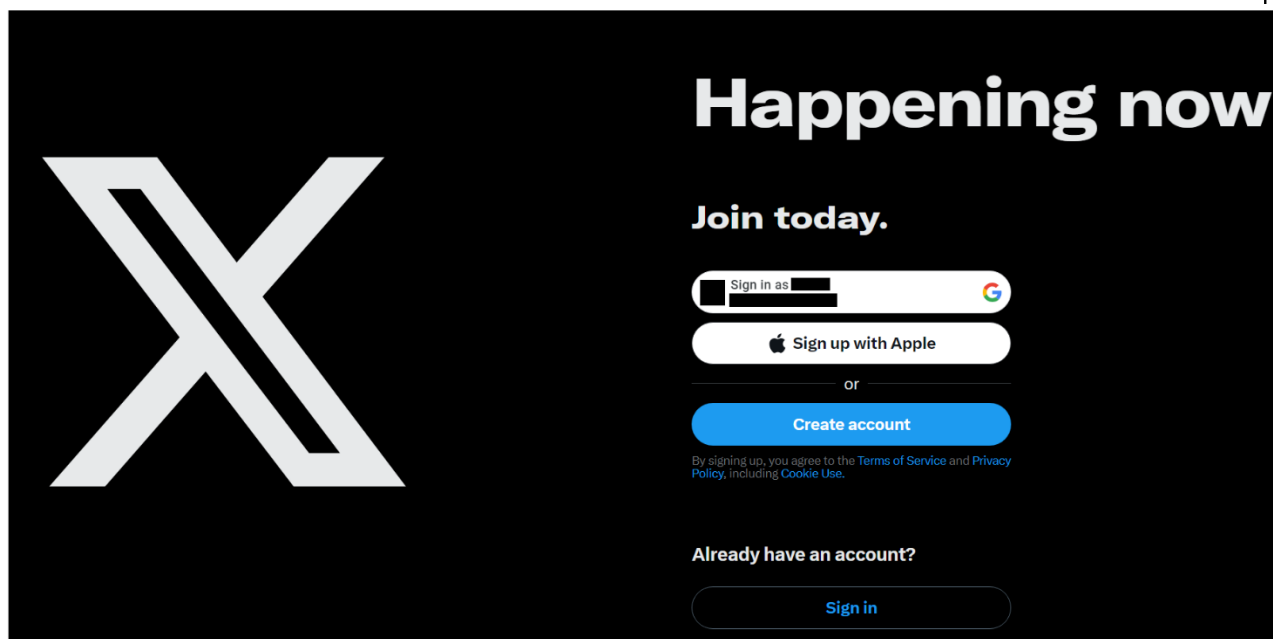 Happening now
Join today.
Sign in as
Sign up with Apple
or
Create account
By signing up, you agree to the Terms of Service and Privacy
Policy, including Cookie Use.
Already have an account?
Sign in